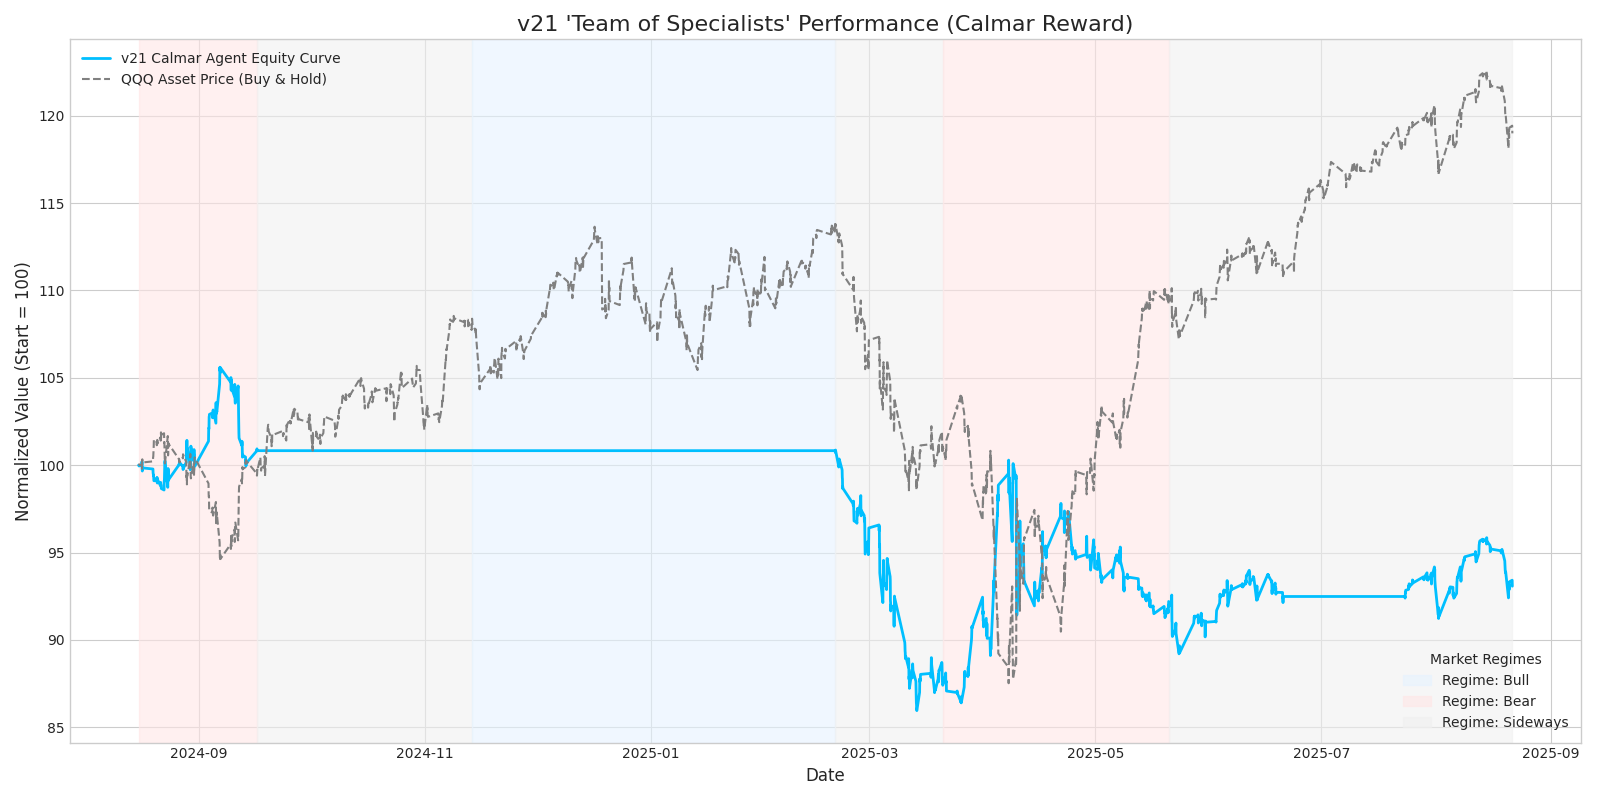 v21 'Team of Specialists' Performance (Calmar Reward)
v21 Calmar Agent Equity Curve
QQQ Asset Price (Buy & Hold)
Normalized Value (Start = 100)
120
115
110
105
100
95
90
85
Market Regimes
Regime: Bull
Regime: Bear
Regime: Sideways
2024-09
2024-11
2025-01
2025-03
2025-05
2025-07
2025-09
Date